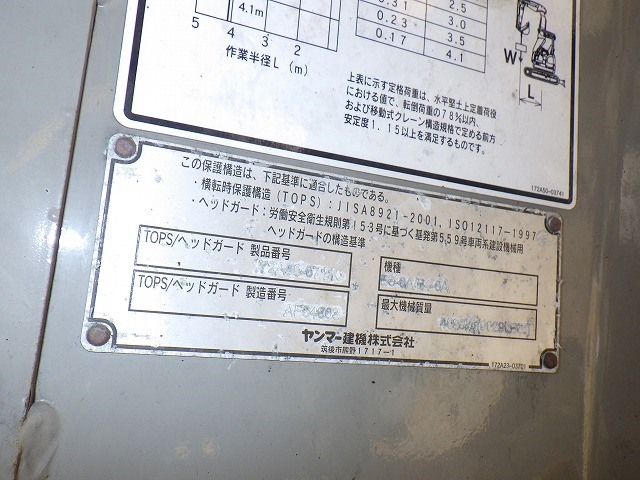 4.1m
5 4 3 2
作業半径L (m)
0.31 2.5
0.23 3.0
0.17 3.5
4.1
W
L
上表に示す定格荷重は、水平堅土上定着荷役
における値で、転倒荷重の78%以内、
および移動式クレーン構造規格で定める前方
安定度1.15以上を満足するものです。
172A50-03741
この保護構造は、下記基準に適合したものである。
・横転時保護構造(TOPS):JISA8921-2001,ISO12117-1997
・ヘッドガード:労働安全衛生規則第153号に基づく基発第559号車両系建設機械用
ヘッドガードの構造基準
TOPS/ヘッドガード 製品番号
機種
TOPS/ヘッドガード 製造番号
最大機械質量
ヤンマー建機株式会社
筑後市熊野1717-1
172A23-03701